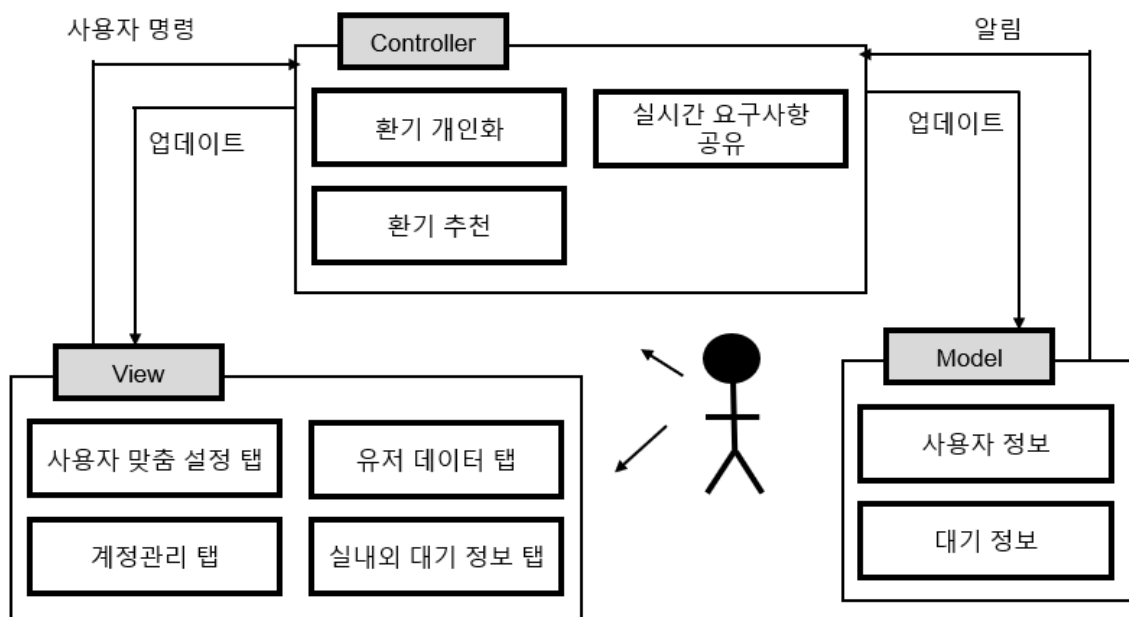 사용자 명령
Controller
알림
환기 개인화
실시간 요구사항
공유
업데이트
업데이트
환기 추천
View
Model
사용자 맞춤 설정 탭
유저 데이터 탭
사용자 정보
계정관리 탭
실내외 대기 정보 탭
대기 정보